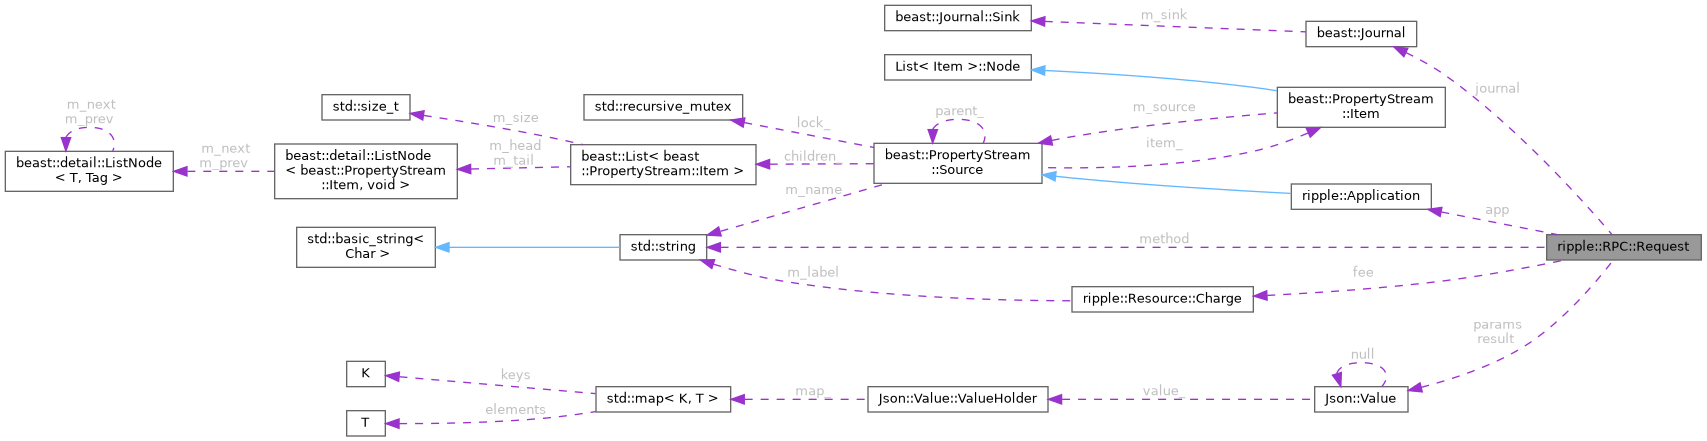 beast::Journal::Sink
m_sink
beast::Journal
List< Item >::Node
journal
beast::PropertyStream
::Item
m_source
item_
std::size_t
std::recursive_mutex
m_size
lock_
parent_
m_next
m_prev
beast::detail::ListNode
< T, Tag >
m_next
m_prev
beast::detail::ListNode
< beast::PropertyStream
::Item, void >
m_head
m_tail
beast::List< beast
::PropertyStream::Item >
children_
beast::PropertyStream
::Source
m_name
ripple::Application
app
std::basic_string<
Char >
std::string
method
ripple::RPC::Request
m_label
ripple::Resource::Charge
fee
params
result
K
keys
T
elements
std::map< K, T >
map_
Json::Value::ValueHolder
value_
null
Json::Value